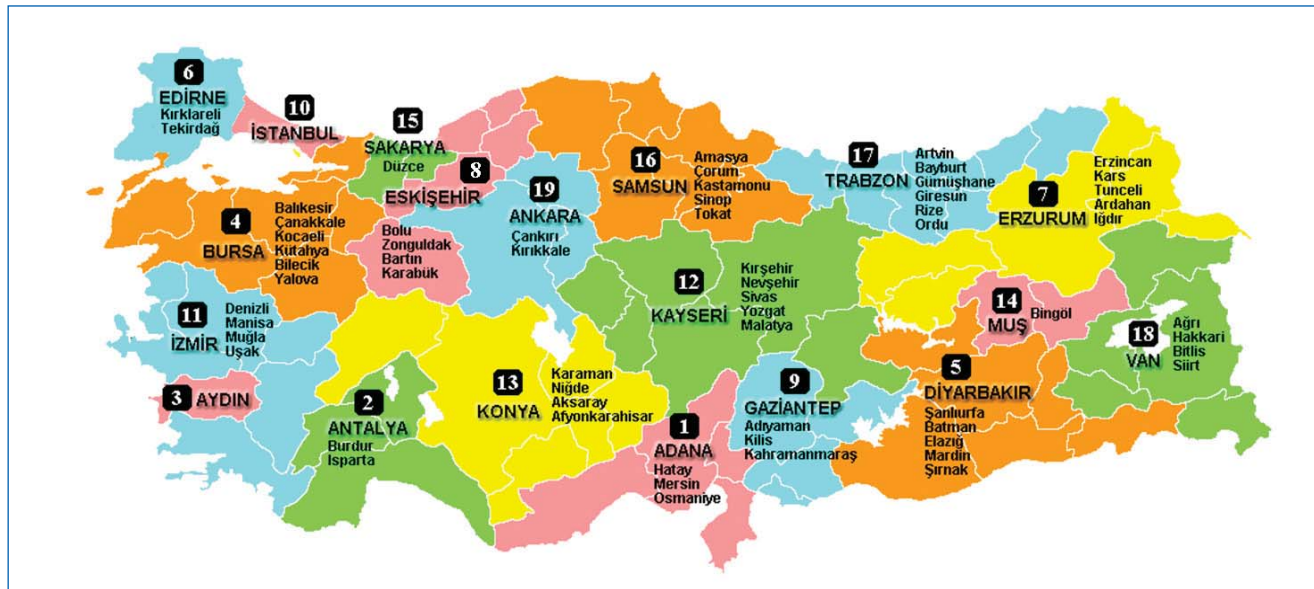 6
EDİRNE
Kırklareli
Tekirdağ
10
İSTANBUL
15
SAKARYA
Düzce
8
ESKİŞEHİR
Bolu
Zonguldak
Bartın
Karabük
19
ANKARA
Çankırı
Kırıkkale
16
SAMSUN
Amasya
Çorum
Kastamonu
Sinop
Tokat
17
TRABZON
Artvin
Bayburt
Gümüşhane
Giresun
Rize
Ordu
7
ERZURUM
Erzincan
Kars
Tunceli
Ardahan
Iğdır
4
BURSA
Balıkesir
Çanakkale
Kocaeli
Kütahya
Bilecik
Yalova
11
İZMİR
Denizli
Manisa
Muğla
Uşak
12
KAYSERİ
Kırşehir
Nevşehir
Sivas
Yozgat
Malatya
14
MUŞ
Bingöl
18
VAN
Ağrı
Hakkari
Bitlis
Siirt
3
AYDIN
2
ANTALYA
Burdur
Isparta
13
KONYA
Karaman
Niğde
Aksaray
Afyonkarahisar
1
ADANA
Hatay
Mersin
Osmaniye
9
GAZİANTEP
Adıyaman
Kilis
Kahramanmaraş
5
DİYARBAKIR
Şanlıurfa
Batman
Elazığ
Mardin
Şırnak